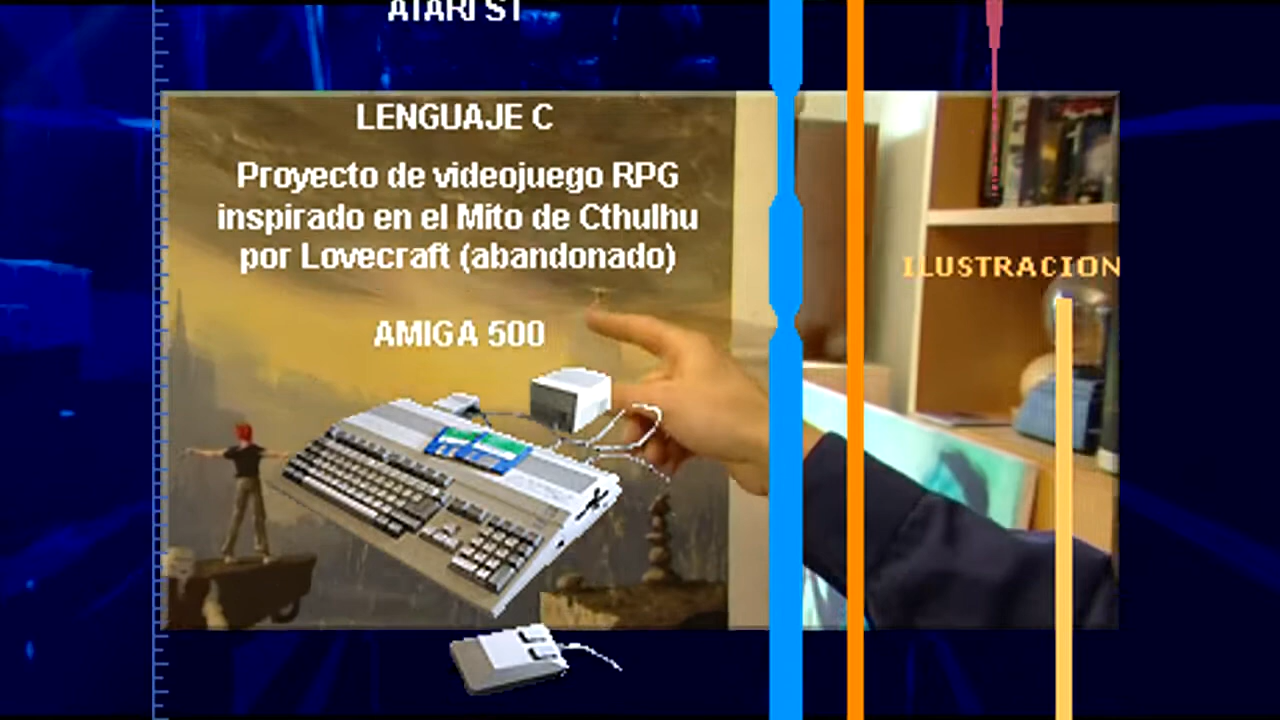 ATARI ST
LENGUAJE C
Proyecto de videojuego RPG
inspirado en el Mito de Cthulhu
por Lovecraft (abandonado)
ILUSTRACION
AMIGA 500